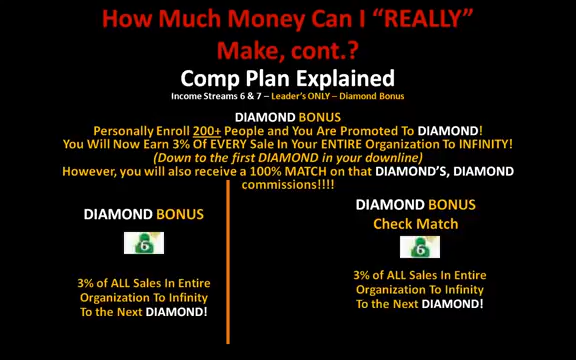 How Much Money Can I “REALLY”
Make, cont.?
Comp Plan Explained
Income Streams 6 & 7 – Leader's ONLY – Diamond Bonus
DIAMOND BONUS
Personally Enroll 200+ People and You Are Promoted To DIAMOND!
You Will Now Earn 3% Of EVERY Sale In Your ENTIRE Organization To INFINITY!
(Down to the first DIAMOND in your downline)
However, you will also receive a 100% MATCH on that DIAMOND'S, DIAMOND
commissions!!!!
DIAMOND BONUS
6
3% of ALL Sales In Entire
Organization To Infinity
To the Next DIAMOND!
DIAMOND BONUS
Check Match
6
3% of ALL Sales In Entire
Organization To Infinity
To the Next DIAMOND!